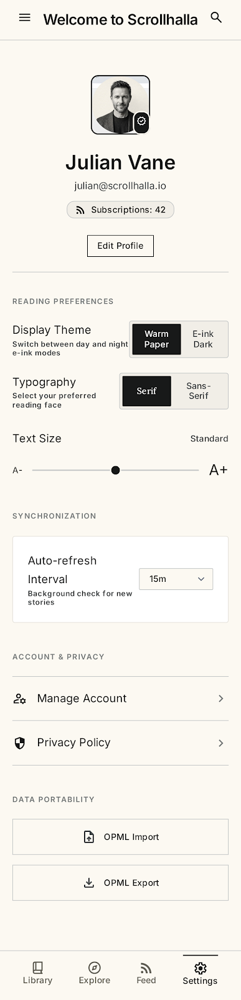 Welcome to Scrollhalla
Julian Vane
julian@scrollhalla.io
Subscriptions: 42
Edit Profile
READING PREFERENCES
Display Theme
Switch between day and night
e-ink modes
Warm
Paper
E-ink
Dark
Typography
Select your preferred
reading face
Serif
Sans-
Serif
Text Size
Standard
A-
A+
SYNCHRONIZATION
Auto-refresh
Interval
Background check for new
stories
15m
ACCOUNT & PRIVACY
Manage Account
Privacy Policy
DATA PORTABILITY
OPML Import
OPML Export
Library
Explore
Feed
Settings